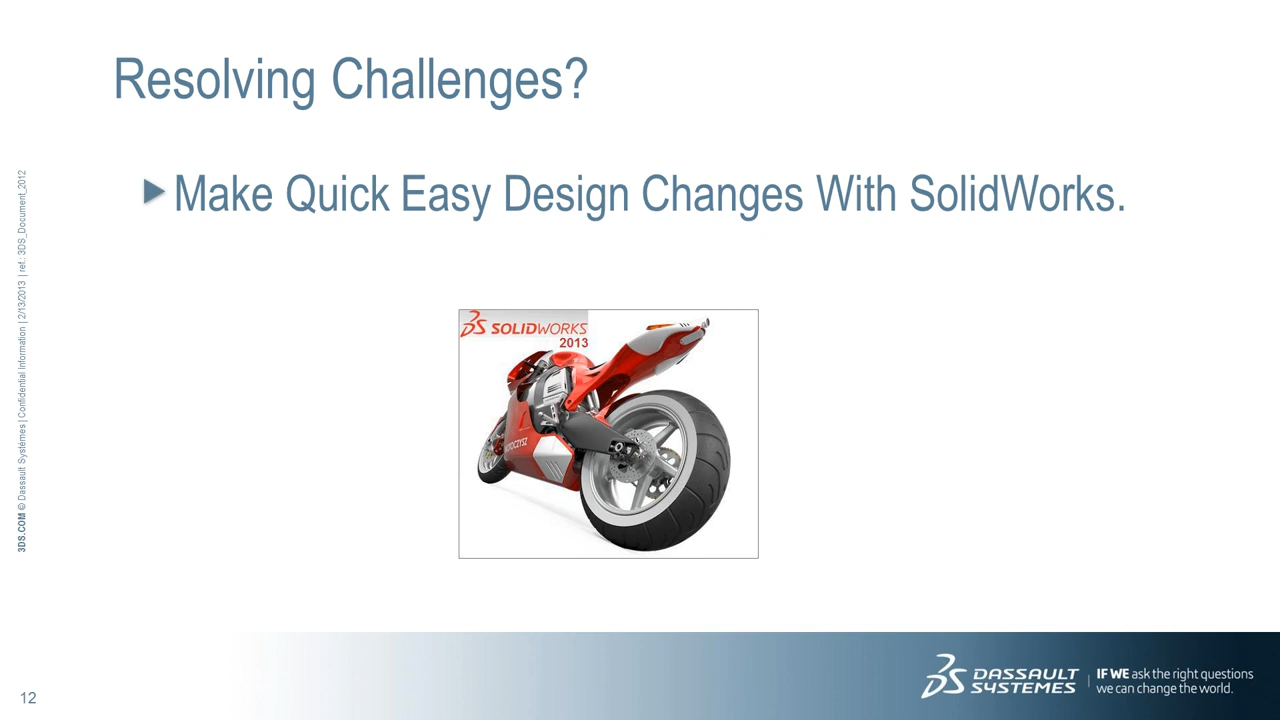 Resolving Challenges?
Make Quick Easy Design Changes With SolidWorks.
3DS.COM © Dassault Systèmes | Confidential Information | 2/13/2013 | ref.: 3DS_Document_2012
SOLIDWORKS
2013
MOTOCZYSZ
12
DASSAULT
SYSTEMES
IF WE ask the right questions
we can change the world.